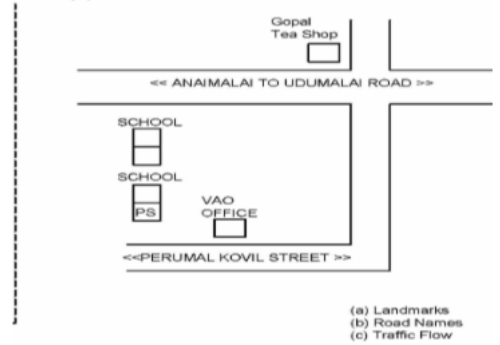 Gopal
Tea Shop
<< ANAIMALAI TO UDUMALAI ROAD >>
SCHOOL
SCHOOL
PS
VAO
OFFICE
<<PERUMAL KOVIL STREET >>
(a) Landmarks
(b) Road Names
(c) Traffic Flow